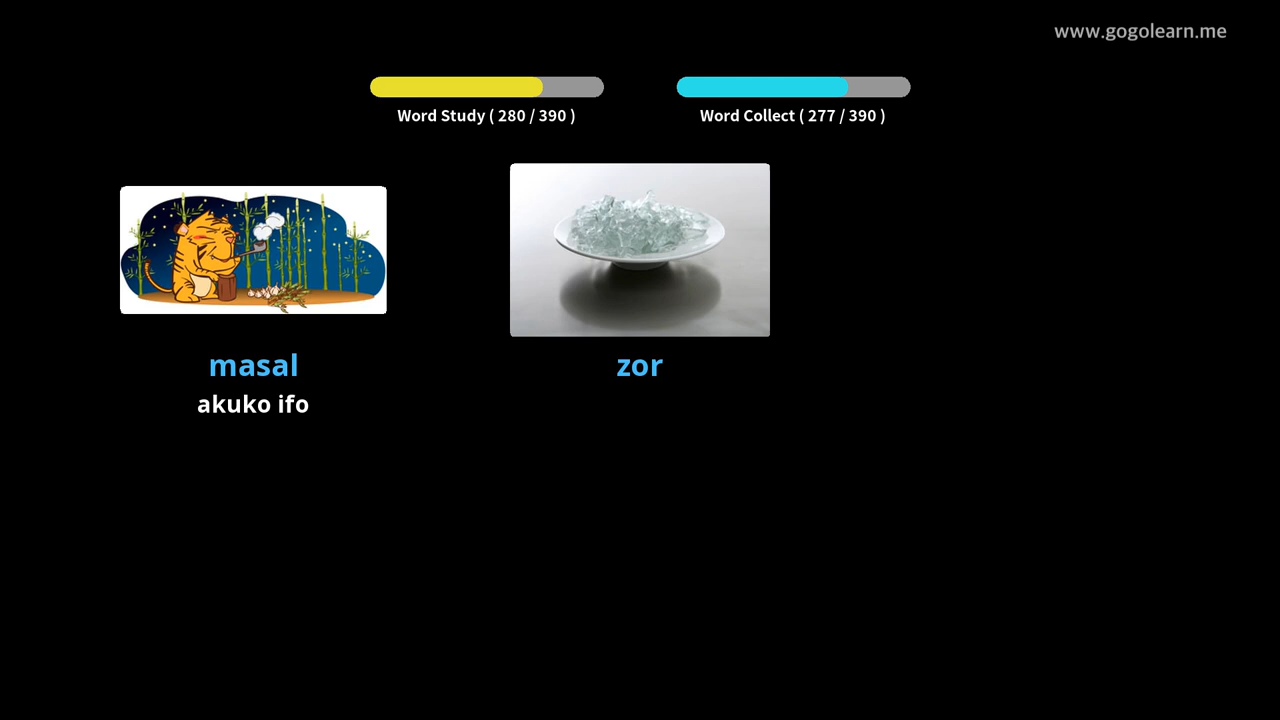 www.gogolearn.me
Word Study ( 280 / 390 )
Word Collect ( 277 / 390 )
masal
akuko ifo
zor